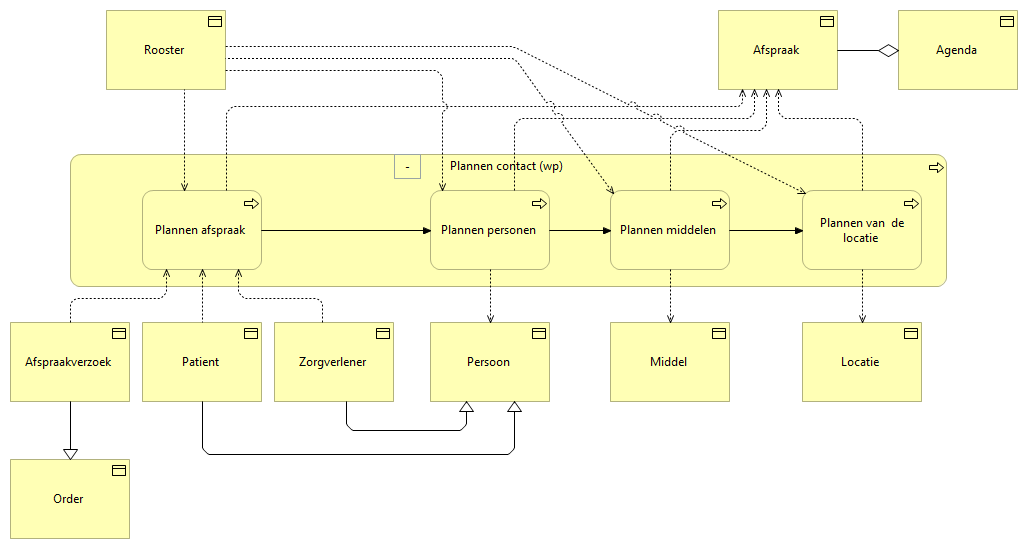 Rooster
Afspraak
Agenda
-
Plannen contact (wp)
Plannen afspraak
Plannen personen
Plannen middelen
Plannen van de
locatie
Afspraakverzoek
Patient
Zorgverlener
Persoon
Middel
Locatie
Order